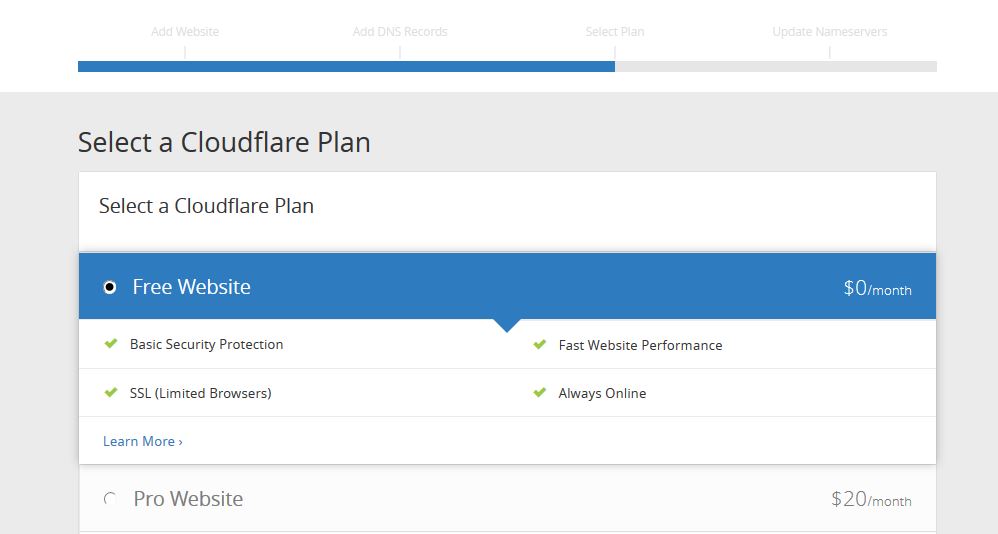 Add Website
Add DNS Records
Select Plan
Update Nameservers
Select a Cloudflare Plan
Select a Cloudflare Plan
Free Website
$0/month
Basic Security Protection
Fast Website Performance
SSL (Limited Browsers)
Always Online
Learn More ›
Pro Website
$20/month